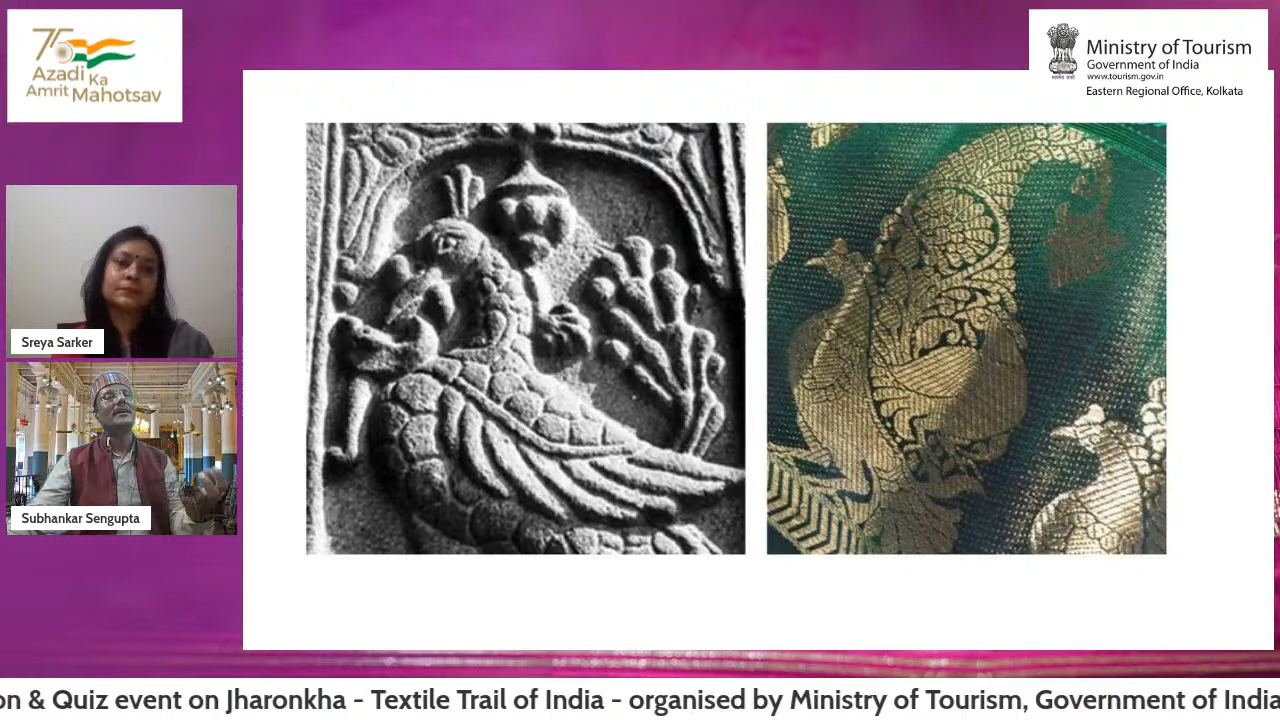 75
Azadi Ka
Amrit Mahotsav
Ministry of Tourism
Government of India
www.tourism.gov.in
Eastern Regional Office, Kolkata
Sreya Sarker
Subhankar Sengupta
on & Quiz event on Jharonkha - Textile Trail of India - organised by Ministry of Tourism, Government of India